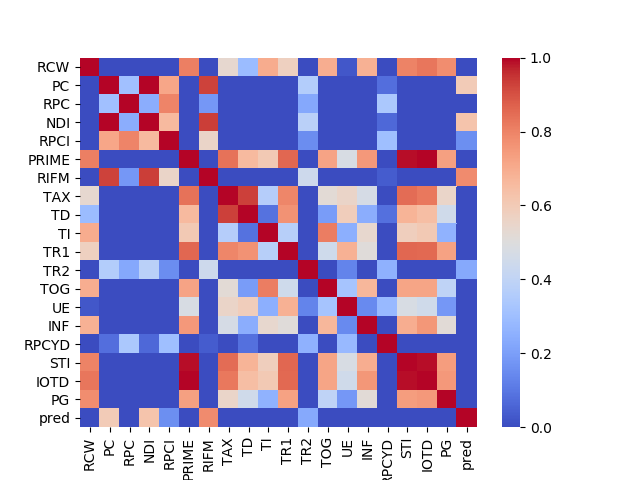 RCW
PC
RPC
NDI
RPCI
PRIME
RIFM
TAX
TD
TI
TR1
TR2
TOG
UE
INF
RPCYD
STI
IOTD
PG
pred
RCW
PC
RPC
NDI
RPCI
PRIME
RIFM
TAX
TD
TI
TR1
TR2
TOG
UE
INF
RPCYD
STI
IOTD
PG
pred
1.0
0.8
0.6
0.4
0.2
0.0